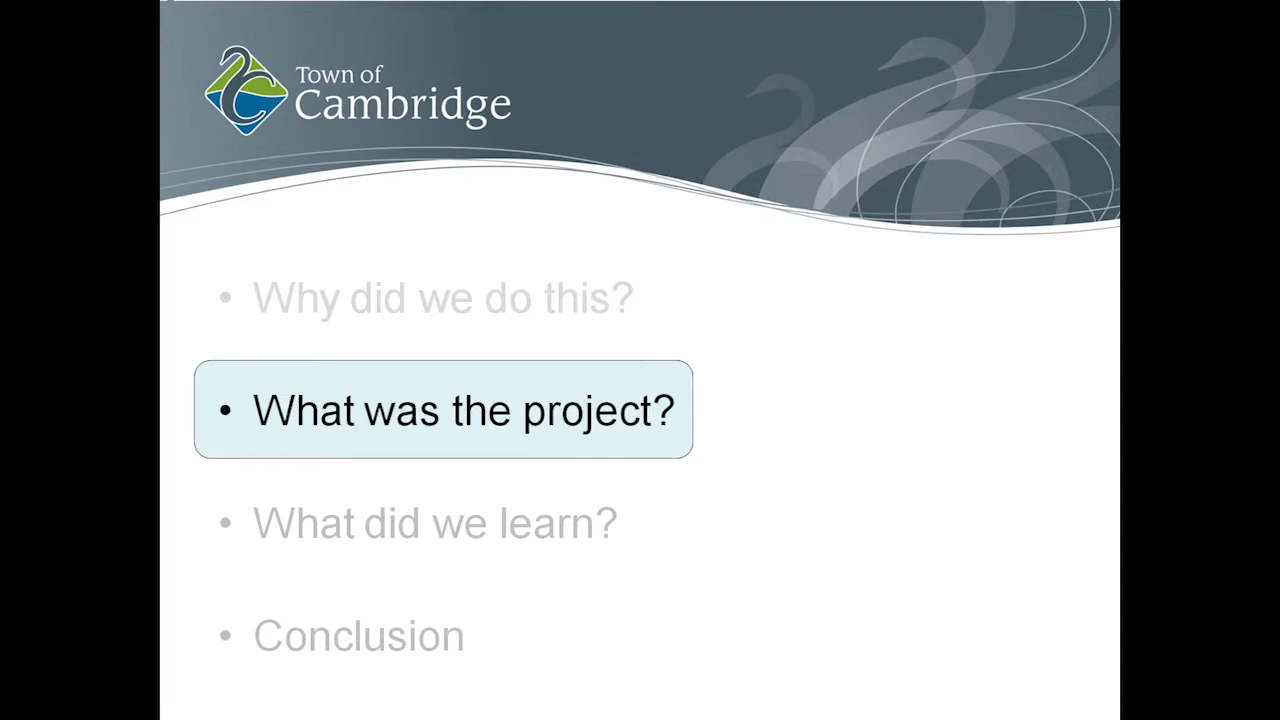 Town of
Cambridge
• Why did we do this?
• What was the project?
• What did we learn?
• Conclusion